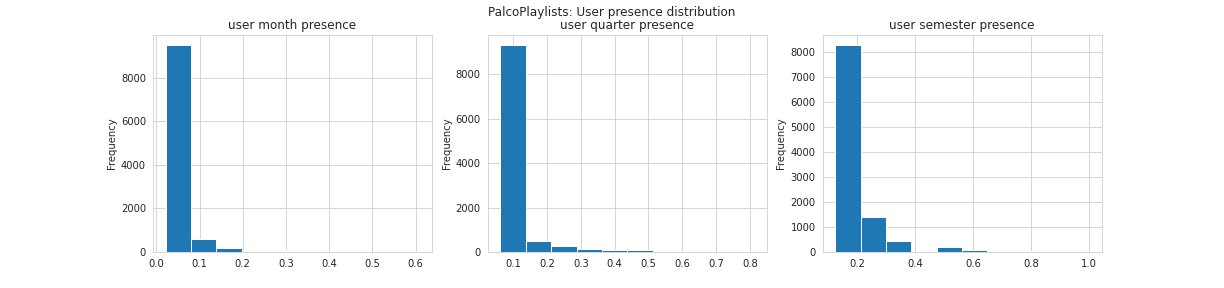 PalcoPlaylists: User presence distribution
user month presence
Frequency
8000
6000
4000
2000
0
0.0 0.1 0.2 0.3 0.4 0.5 0.6
user quarter presence
Frequency
8000
6000
4000
2000
0
0.1 0.2 0.3 0.4 0.5 0.6 0.7 0.8
user semester presence
Frequency
8000
7000
6000
5000
4000
3000
2000
1000
0
0.2 0.4 0.6 0.8 1.0